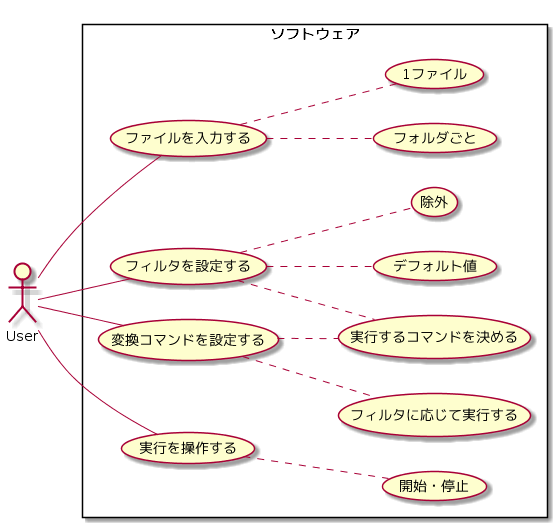 ソフトウェア
1ファイル
ファイルを入力する
フォルダごと
除外
フィルタを設定する
デフォルト値
User
変換コマンドを設定する
実行するコマンドを決める
フィルタに応じて実行する
実行を操作する
開始・停止